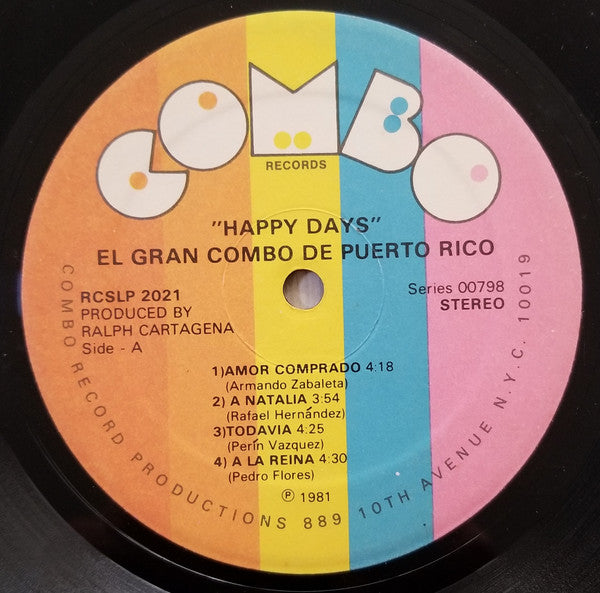 COMBO
RECORDS
"HAPPY DAYS"
EL GRAN COMBO DE PUERTO RICO
RCSLP 2021
PRODUCED BY
RALPH CARTAGENA
Side - A
Series 00798
STEREO
1)AMOR COMPRADO 4:18
(Armando Zabaleta)
2) A NATALIA 3:54
(Rafael Hernández)
3)TODAVIA 4:25
(Perín Vazquez)
4) A LA REINA 4:30
(Pedro Flores)
℗ 1981
COMBO RECORD PRODUCTIONS 889 10TH AVENUE N.Y.C. 10019